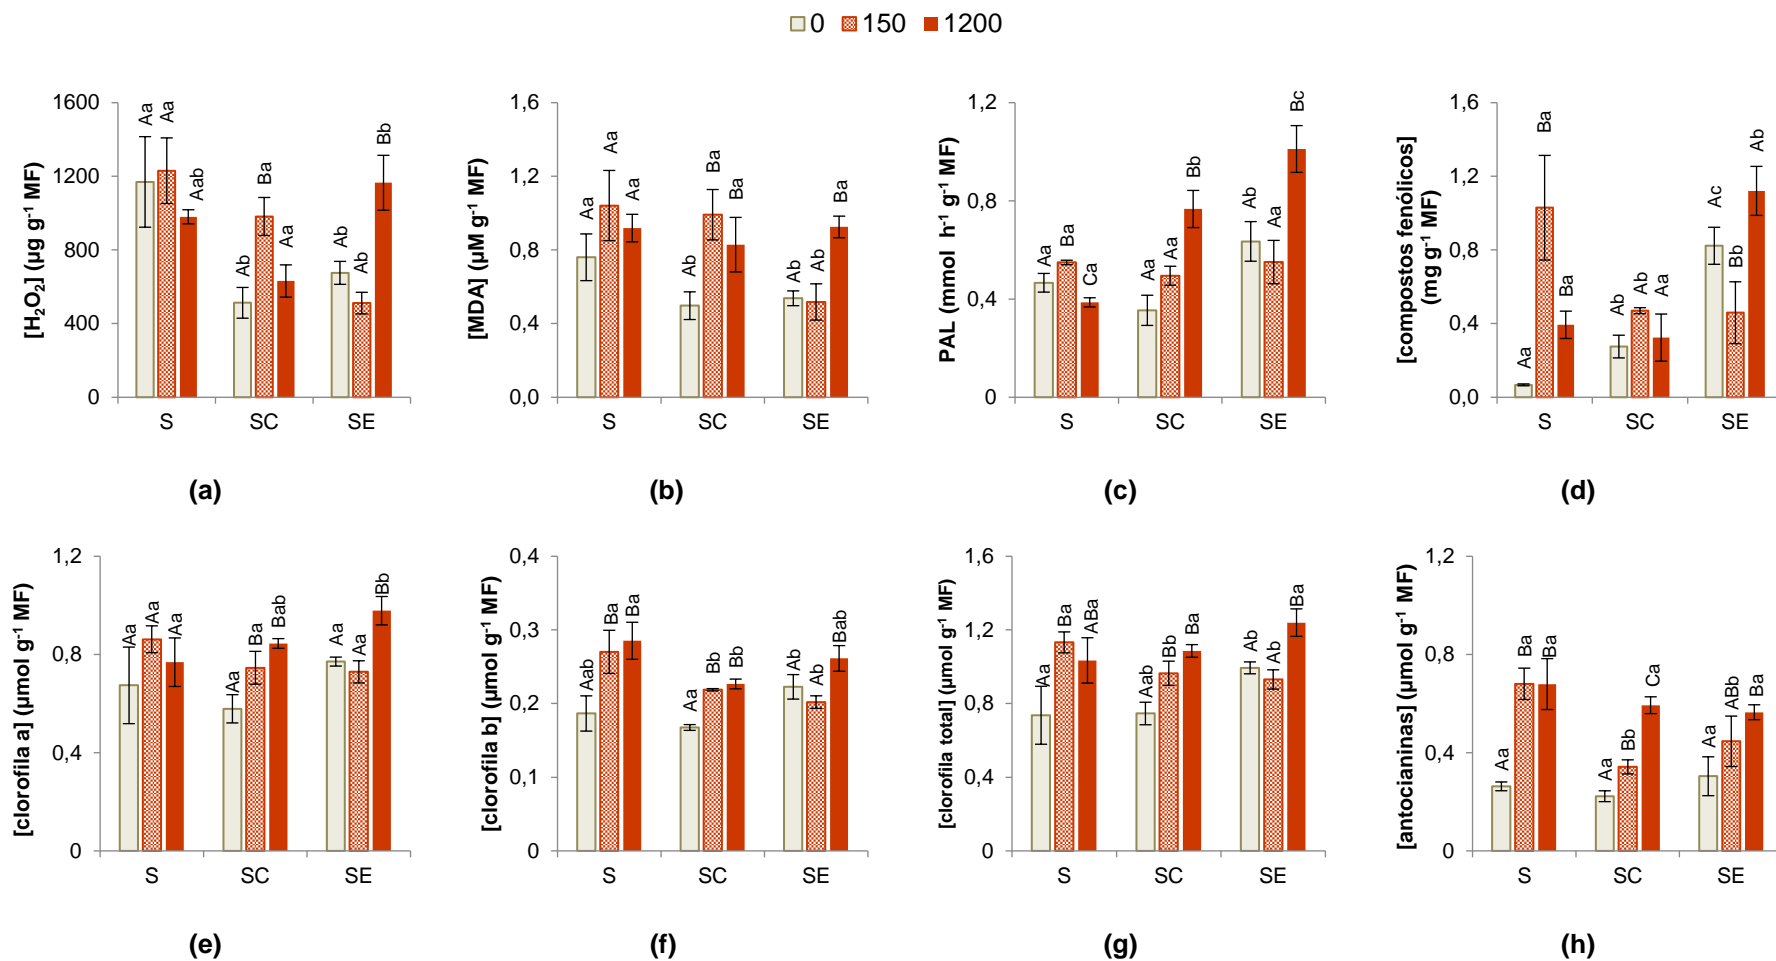 0 150 1200
[H₂O₂] (µg g⁻¹ MF)
1600
1200
800
400
0
Aa Aa Aab
Ab Ba Aa
Ab Ab Bb
S SC SE
(a)
[MDA] (µM g⁻¹ MF)
1,6
1,2
0,8
0,4
0,0
Aa Aa Aa
Ab Ba Ba
Ab Ab Ba
S SC SE
(b)
PAL (mmol h⁻¹ g⁻¹ MF)
1,2
0,8
0,4
0
Aa Ba Ca
Aa Aa Bb
Ab Aa Bc
S SC SE
(c)
[compostos fenólicos]
(mg g⁻¹ MF)
1,6
1,2
0,8
0,4
0,0
Aa Ba Ba
Ab Ab Aa
Ac Bb Ab
S SC SE
(d)
[clorofila a] (µmol g⁻¹ MF)
1,2
0,8
0,4
0
Aa Aa Aa
Aa Ba Bab
Aa Aa Bb
S SC SE
(e)
[clorofila b] (µmol g⁻¹ MF)
0,4
0,3
0,2
0,1
0
Aab Ba Ba
Aa Bb Bb
Ab Ab Bab
S SC SE
(f)
[clorofila total] (µmol g⁻¹ MF)
1,6
1,2
0,8
0,4
0
Aa Ba ABa
Aab Bb Ba
Ab Ab Ba
S SC SE
(g)
[antocianinas] (µmol g⁻¹ MF)
1,2
0,8
0,4
0
Aa Ba Ba
Aa Bb Ca
Aa ABb Ba
S SC SE
(h)